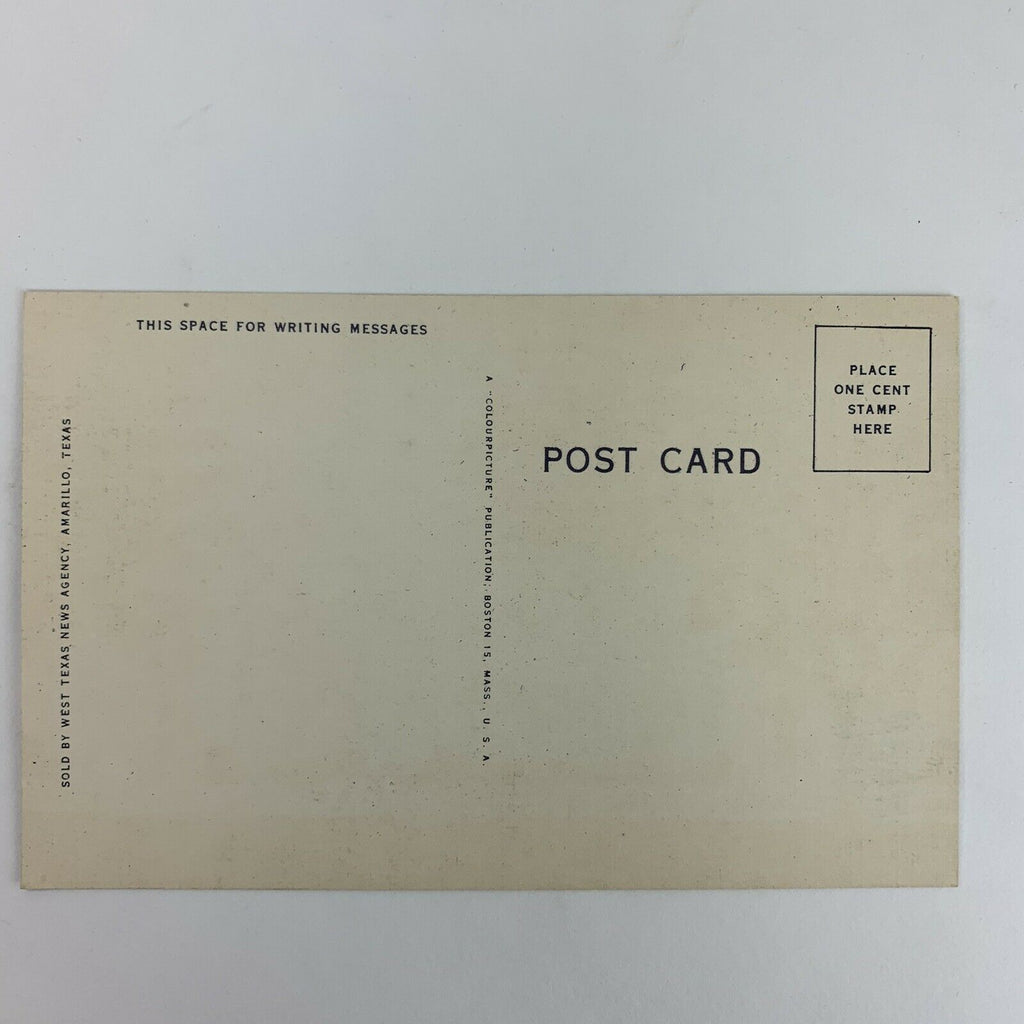 THIS SPACE FOR WRITING MESSAGES
SOLD BY WEST TEXAS NEWS AGENCY, AMARILLO, TEXAS
A "COLOURPICTURE" PUBLICATION, BOSTON 15, MASS., U. S. A.
POST CARD
PLACE
ONE CENT
STAMP
HERE